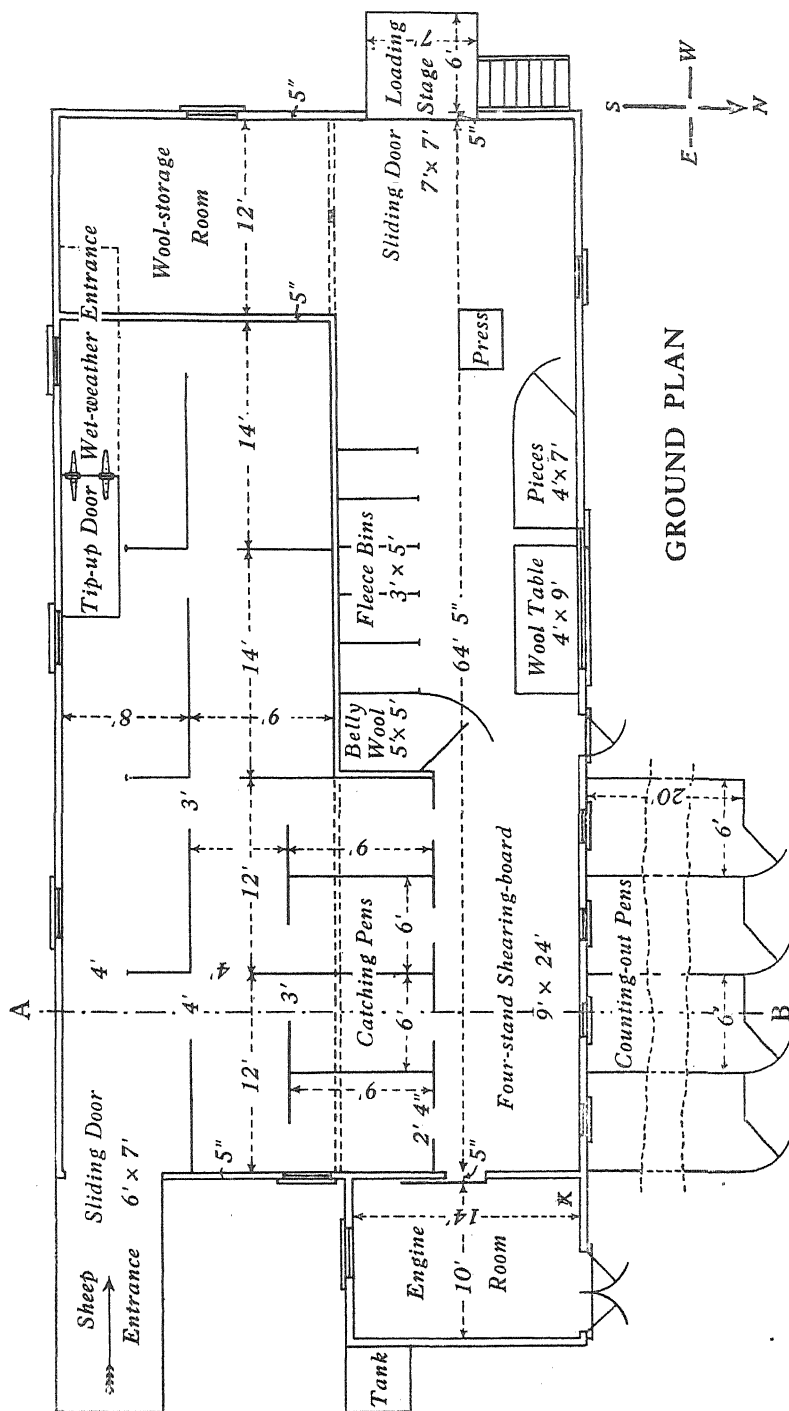 A
Sheep
Entrance
Sliding Door
6' × 7'
4'
4'
4'
3'
3'
Tip-up Door
Wet-weather Entrance
8'
9'
12'
12'
14'
14'
12'
Wool-storage
Room
5"
5"
5"
Catching Pens
9'
9'
6'
6'
2' 4"
Belly
Wool
5' × 5'
Fleece Bins
3' × 5'
Press
Sliding Door
7' × 7'
5"
Loading
Stage
7'
6'
Tank
Engine
Room
14'
10'
5"
64' 5"
Four-stand Shearing-board
9' × 24'
Wool Table
4' × 9'
Pieces
4' × 7'
Counting-out Pens
6'
6'
20'
B
GROUND PLAN
S
E
W
N